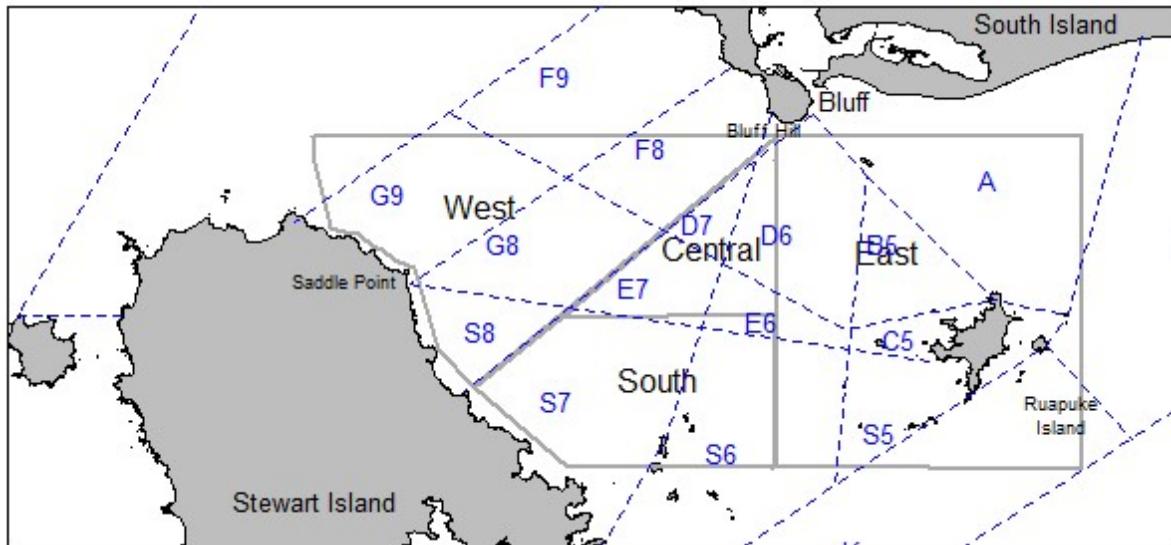 South Island
F9
Bluff
Bluff Hill
F8
A
G9
West
D7
D6
G8
Central
B5
East
Saddle Point
E7
E6
S8
C5
South
S7
Ruapuke
Island
S5
S6
Stewart Island